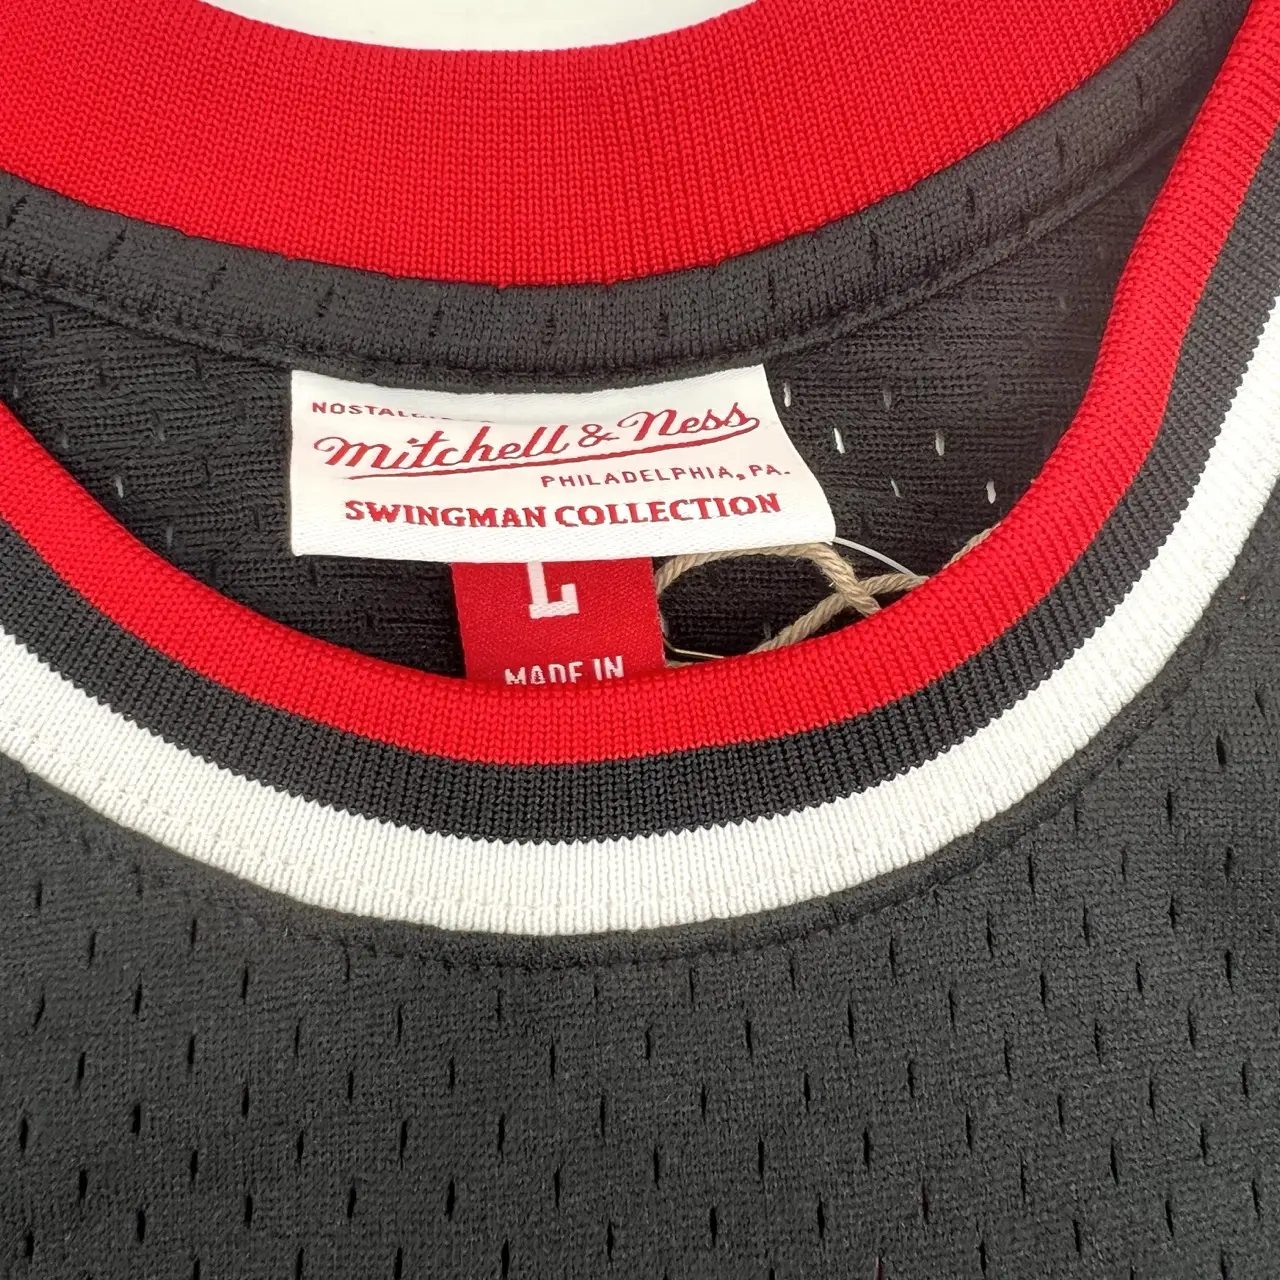 Mitchell & Ness
PHILADELPHIA, PA.
SWINGMAN COLLECTION
L
MADE IN